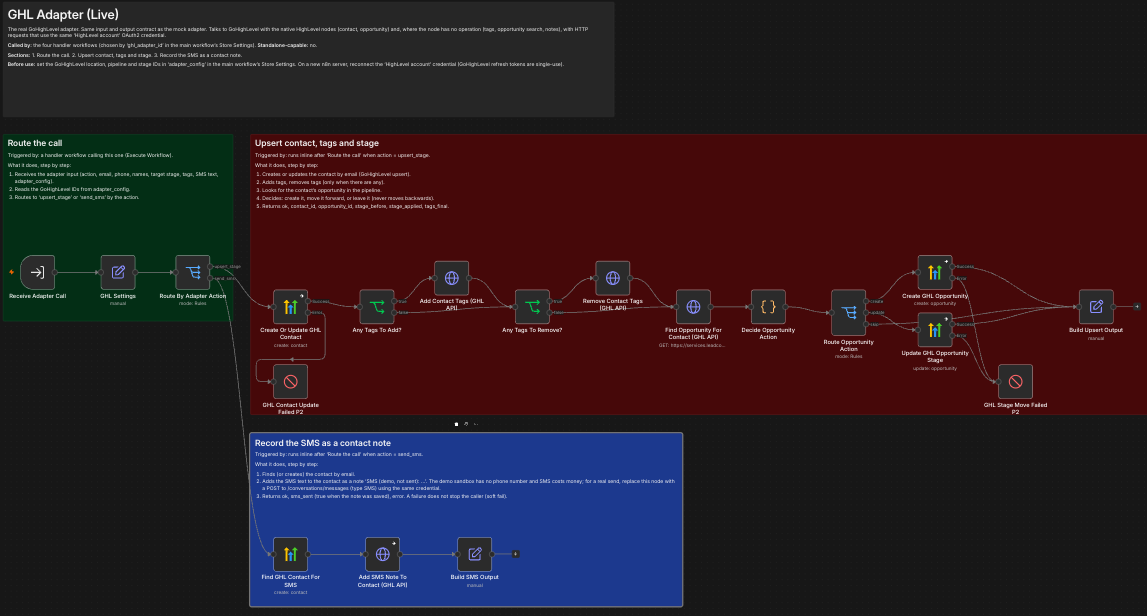 GHL Adapter (Live)
The real GoHighLevel adapter. Same input and output contract as the mock adapter. Talks to GoHighLevel with the native HighLevel nodes (contact, opportunity) and, where the node has no operation (tags, opportunity search, notes), with HTTP
requests that use the same 'HighLevel account' OAuth2 credential.
Called by: the four handler workflows (chosen by 'ghl_adapter_id' in the main workflow's Store Settings). Standalone-capable: no.
Sections: 1. Route the call. 2. Upsert contact, tags and stage. 3. Record the SMS as a contact note.
Before use: set the GoHighLevel location, pipeline and stage IDs in 'adapter_config' in the main workflow's Store Settings. On a new n8n server, reconnect the 'HighLevel account' credential (GoHighLevel refresh tokens are single-use).
Route the call
Triggered by: a handler workflow calling this one (Execute Workflow).
What it does, step by step:
1. Receives the adapter input (action, email, phone, names, target stage, tags, SMS text,
adapter_config).
2. Reads the GoHighLevel IDs from adapter_config.
3. Routes to 'upsert_stage' or 'send_sms' by the action.
Receive Adapter Call
GHL Settings
manual
Route By Adapter Action
mode: Rules
upsert_stage
send_sms
Upsert contact, tags and stage
Triggered by: runs inline after 'Route the call' when action = upsert_stage.
What it does, step by step:
1. Creates or updates the contact by email (GoHighLevel upsert).
2. Adds tags, removes tags (only when there are any).
3. Looks for the contact's opportunity in the pipeline.
4. Decides: create it, move it forward, or leave it (never moves backwards).
5. Returns ok, contact_id, opportunity_id, stage_before, stage_applied, tags_final.
Create Or Update GHL
Contact
create: contact
Success
Error
GHL Contact Update
Failed P2
Any Tags To Add?
true
false
Add Contact Tags (GHL
API)
Any Tags To Remove?
true
false
Remove Contact Tags
(GHL API)
Find Opportunity For
Contact (GHL API)
GET: https://services.leadco...
Decide Opportunity
Action
Route Opportunity
Action
mode: Rules
create
update
Create GHL Opportunity
create: opportunity
Success
Error
Update GHL Opportunity
Stage
update: opportunity
Success
Error
GHL Stage Move Failed
P2
Build Upsert Output
manual
Record the SMS as a contact note
Triggered by: runs inline after 'Route the call' when action = send_sms.
What it does, step by step:
1. Finds (or creates) the contact by email.
2. Adds the SMS text to the contact as a note 'SMS (demo, not sent): ...'. The demo sandbox has no phone number and SMS costs money; for a real send, replace this node with
a POST to /conversations/messages (type SMS) using the same credential.
3. Returns ok, sms_sent (true when the note was saved), error. A failure does not stop the caller (soft fail).
Find GHL Contact For
SMS
create: contact
Add SMS Note To
Contact (GHL API)
Build SMS Output
manual